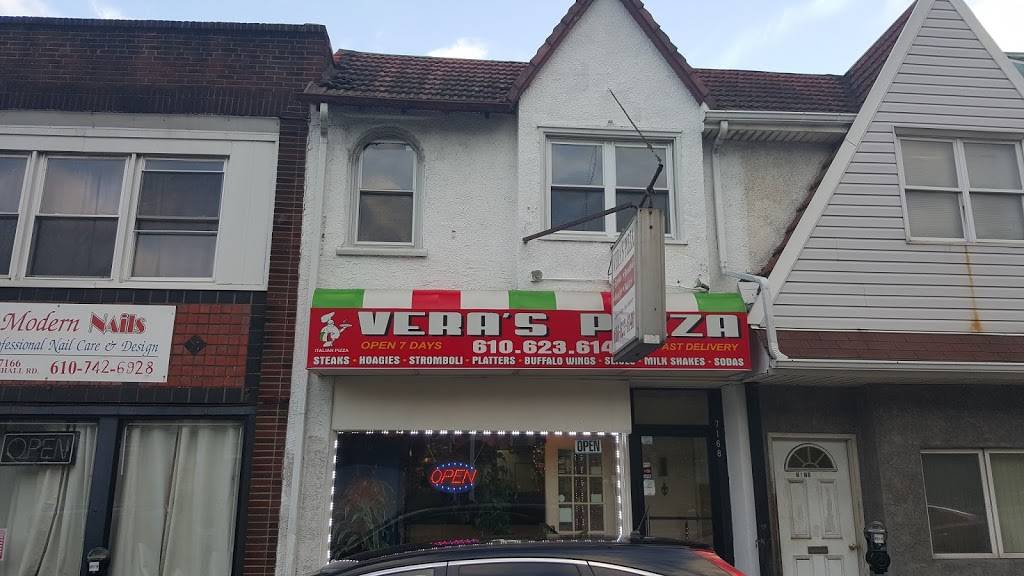 Modern Nails
fessional Nail Care & Design
7166
HALL RD. 610-742-6928
OPEN
VERA'S P ZZA
ITALIAN PIZZA
OPEN 7 DAYS 610.623.614 AST DELIVERY
STEAKS · HOAGIES · STROMBOLI · PLATTERS · BUFFALO WINGS · MILK SHAKES · SODAS
7168
OPEN
OPEN